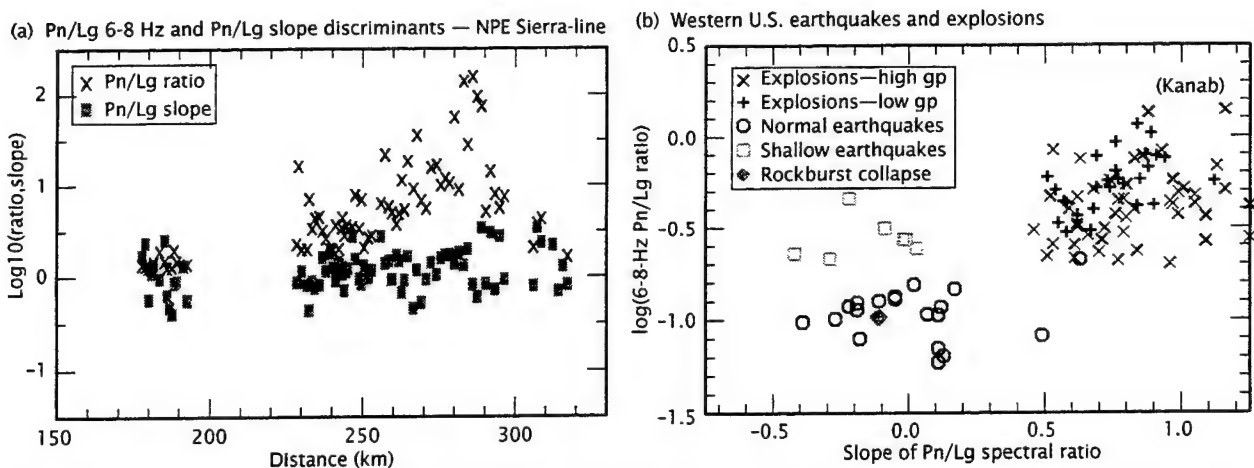 (a) Pn/Lg 6-8 Hz and Pn/Lg slope discriminants — NPE Sierra-line
Pn/Lg ratio
Pn/Lg slope
Log10(ratio,slope)
2
1
0
−1
150
200
250
300
Distance (km)
(b) Western U.S. earthquakes and explosions
Explosions—high gp
Explosions—low gp
Normal earthquakes
Shallow earthquakes
Rockburst collapse
(Kanab)
log(6-8-Hz Pn/Lg ratio)
0.5
0.0
−0.5
−1.0
−1.5
−0.5
0.0
0.5
1.0
Slope of Pn/Lg spectral ratio